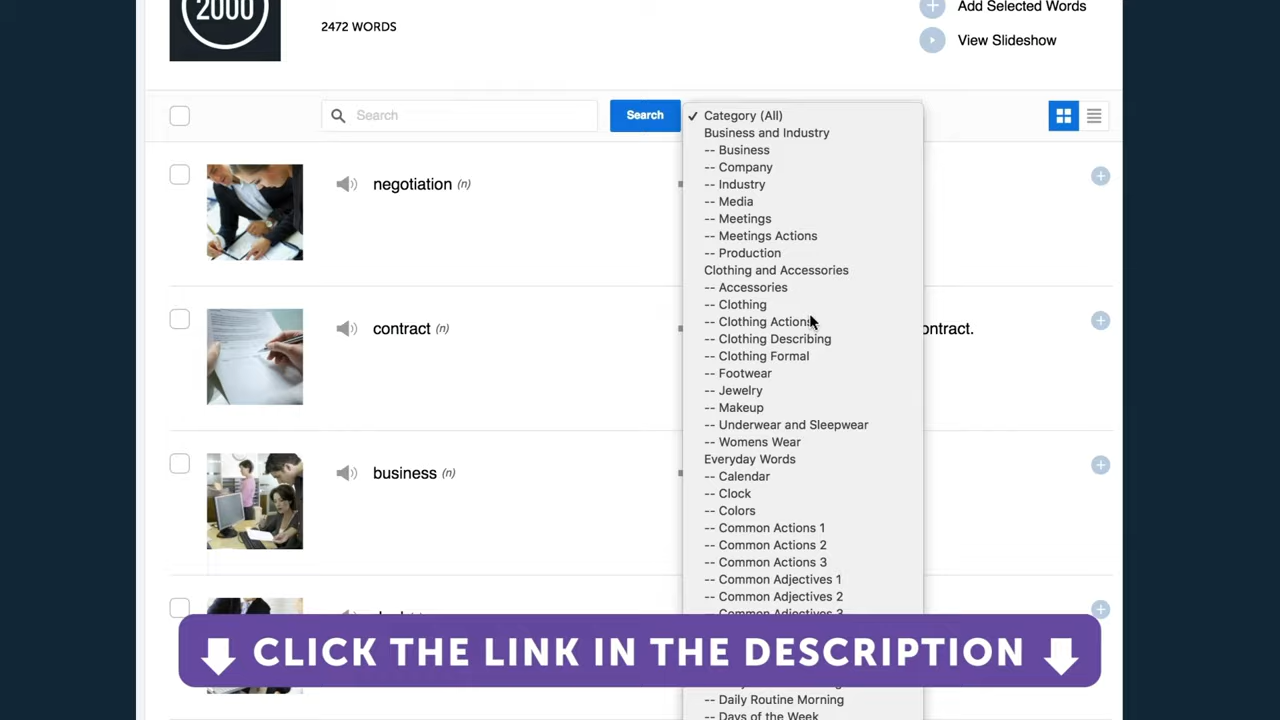 2000
2472 WORDS
Add Selected Words
View Slideshow
Search
Search
Category (All)
Business and Industry
-- Business
-- Company
-- Industry
-- Media
-- Meetings
-- Meetings Actions
-- Production
Clothing and Accessories
-- Accessories
-- Clothing
-- Clothing Actions
-- Clothing Describing
-- Clothing Formal
-- Footwear
-- Jewelry
-- Makeup
-- Underwear and Sleepwear
-- Womens Wear
Everyday Words
-- Calendar
-- Clock
-- Colors
-- Common Actions 1
-- Common Actions 2
-- Common Actions 3
-- Common Adjectives 1
-- Common Adjectives 2
-- Common Adjectives 3
-- Daily Routine Morning
-- Days of the Week
negotiation (n)
contract (n)
contract.
business (n)
CLICK THE LINK IN THE DESCRIPTION